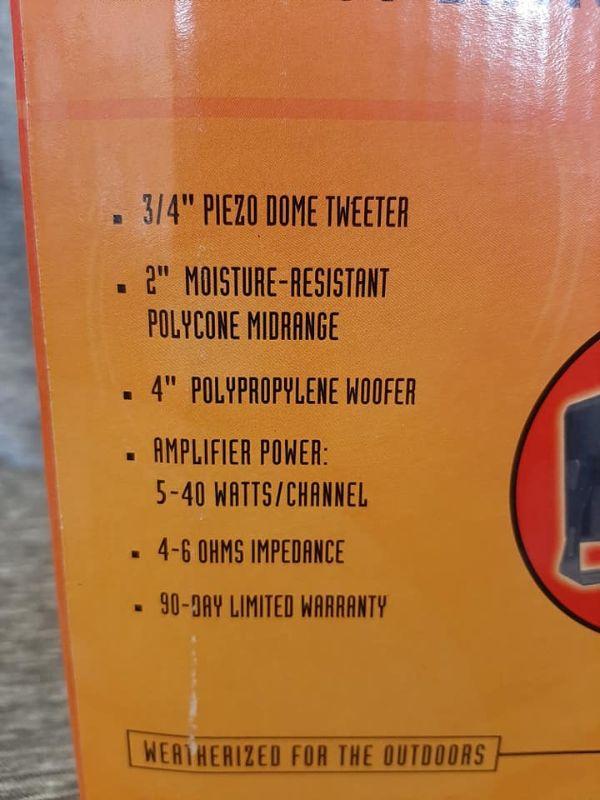 ▪ 3/4" PIEZO DOME TWEETER
▪ 2" MOISTURE-RESISTANT
POLYCONE MIDRANGE
▪ 4" POLYPROPYLENE WOOFER
▪ AMPLIFIER POWER:
5-40 WATTS/CHANNEL
▪ 4-6 OHMS IMPEDANCE
▪ 90-DAY LIMITED WARRANTY
WEATHERIZED FOR THE OUTDOORS